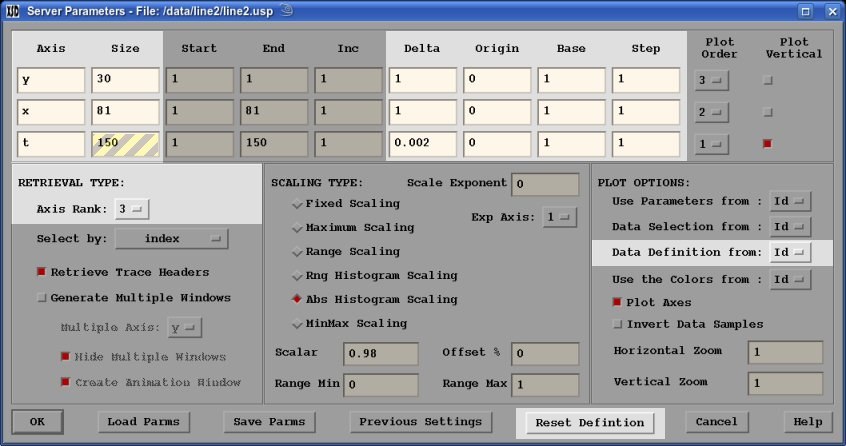 Server Parameters - File: /data/line2/line2.usp
Axis Size Start End Inc Delta Origin Base Step Plot Order Plot Vertical
y 30 1 1 1 1 0 1 1 3
x 81 1 81 1 1 0 1 1 2
t 150 1 150 1 0.002 0 1 1 1
RETRIEVAL TYPE:
Axis Rank: 3
Select by: index
Retrieve Trace Headers
Generate Multiple Windows
Multiple Axis: y
Hide Multiple Windows
Create Animation Window
SCALING TYPE: Scale Exponent 0
Fixed Scaling
Exp Axis: 1
Maximum Scaling
Range Scaling
Rng Histogram Scaling
Abs Histogram Scaling
MinMax Scaling
Scalar 0.98 Offset % 0
Range Min 0 Range Max 1
PLOT OPTIONS:
Use Parameters from : Id
Data Selection from : Id
Data Definition from: Id
Use the Colors from : Id
Plot Axes
Invert Data Samples
Horizontal Zoom 1
Vertical Zoom 1
OK Load Parms Save Parms Previous Settings Reset Defintion Cancel Help